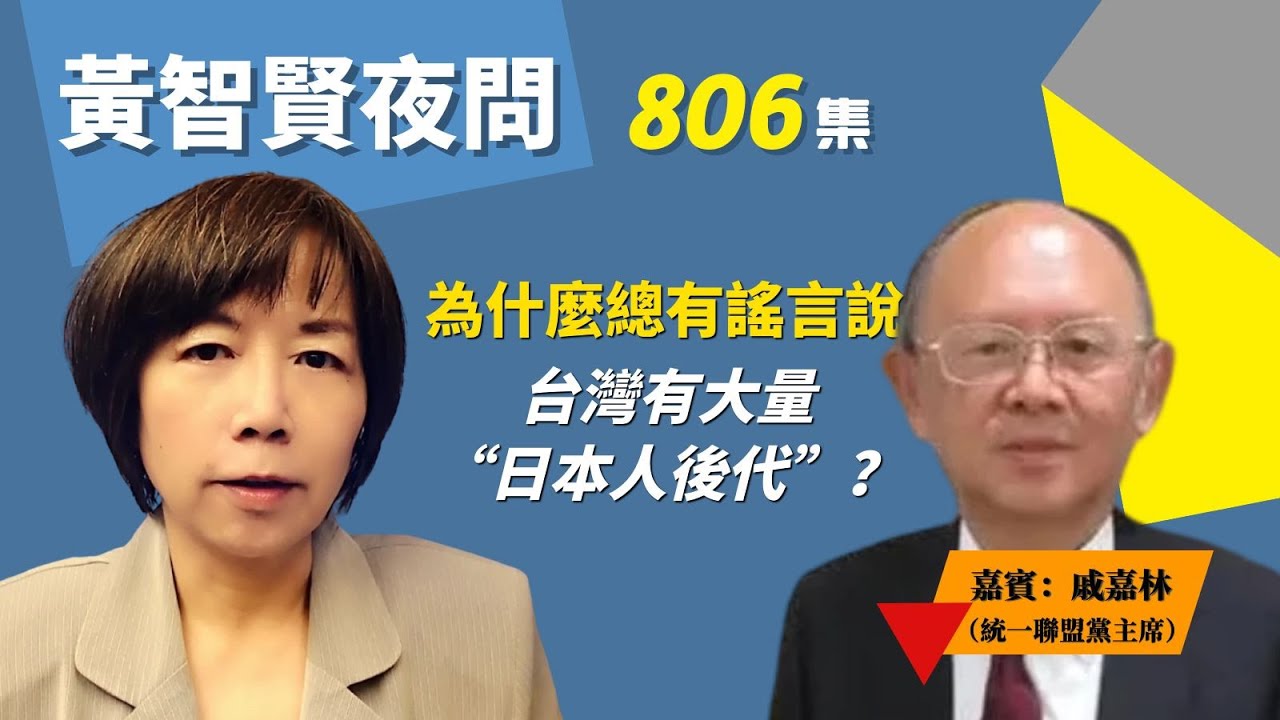 黃智賢夜問
806集
為什麼總有謠言說
台灣有大量
“日本人後代”?
嘉賓：戚嘉林
（統一聯盟黨主席）